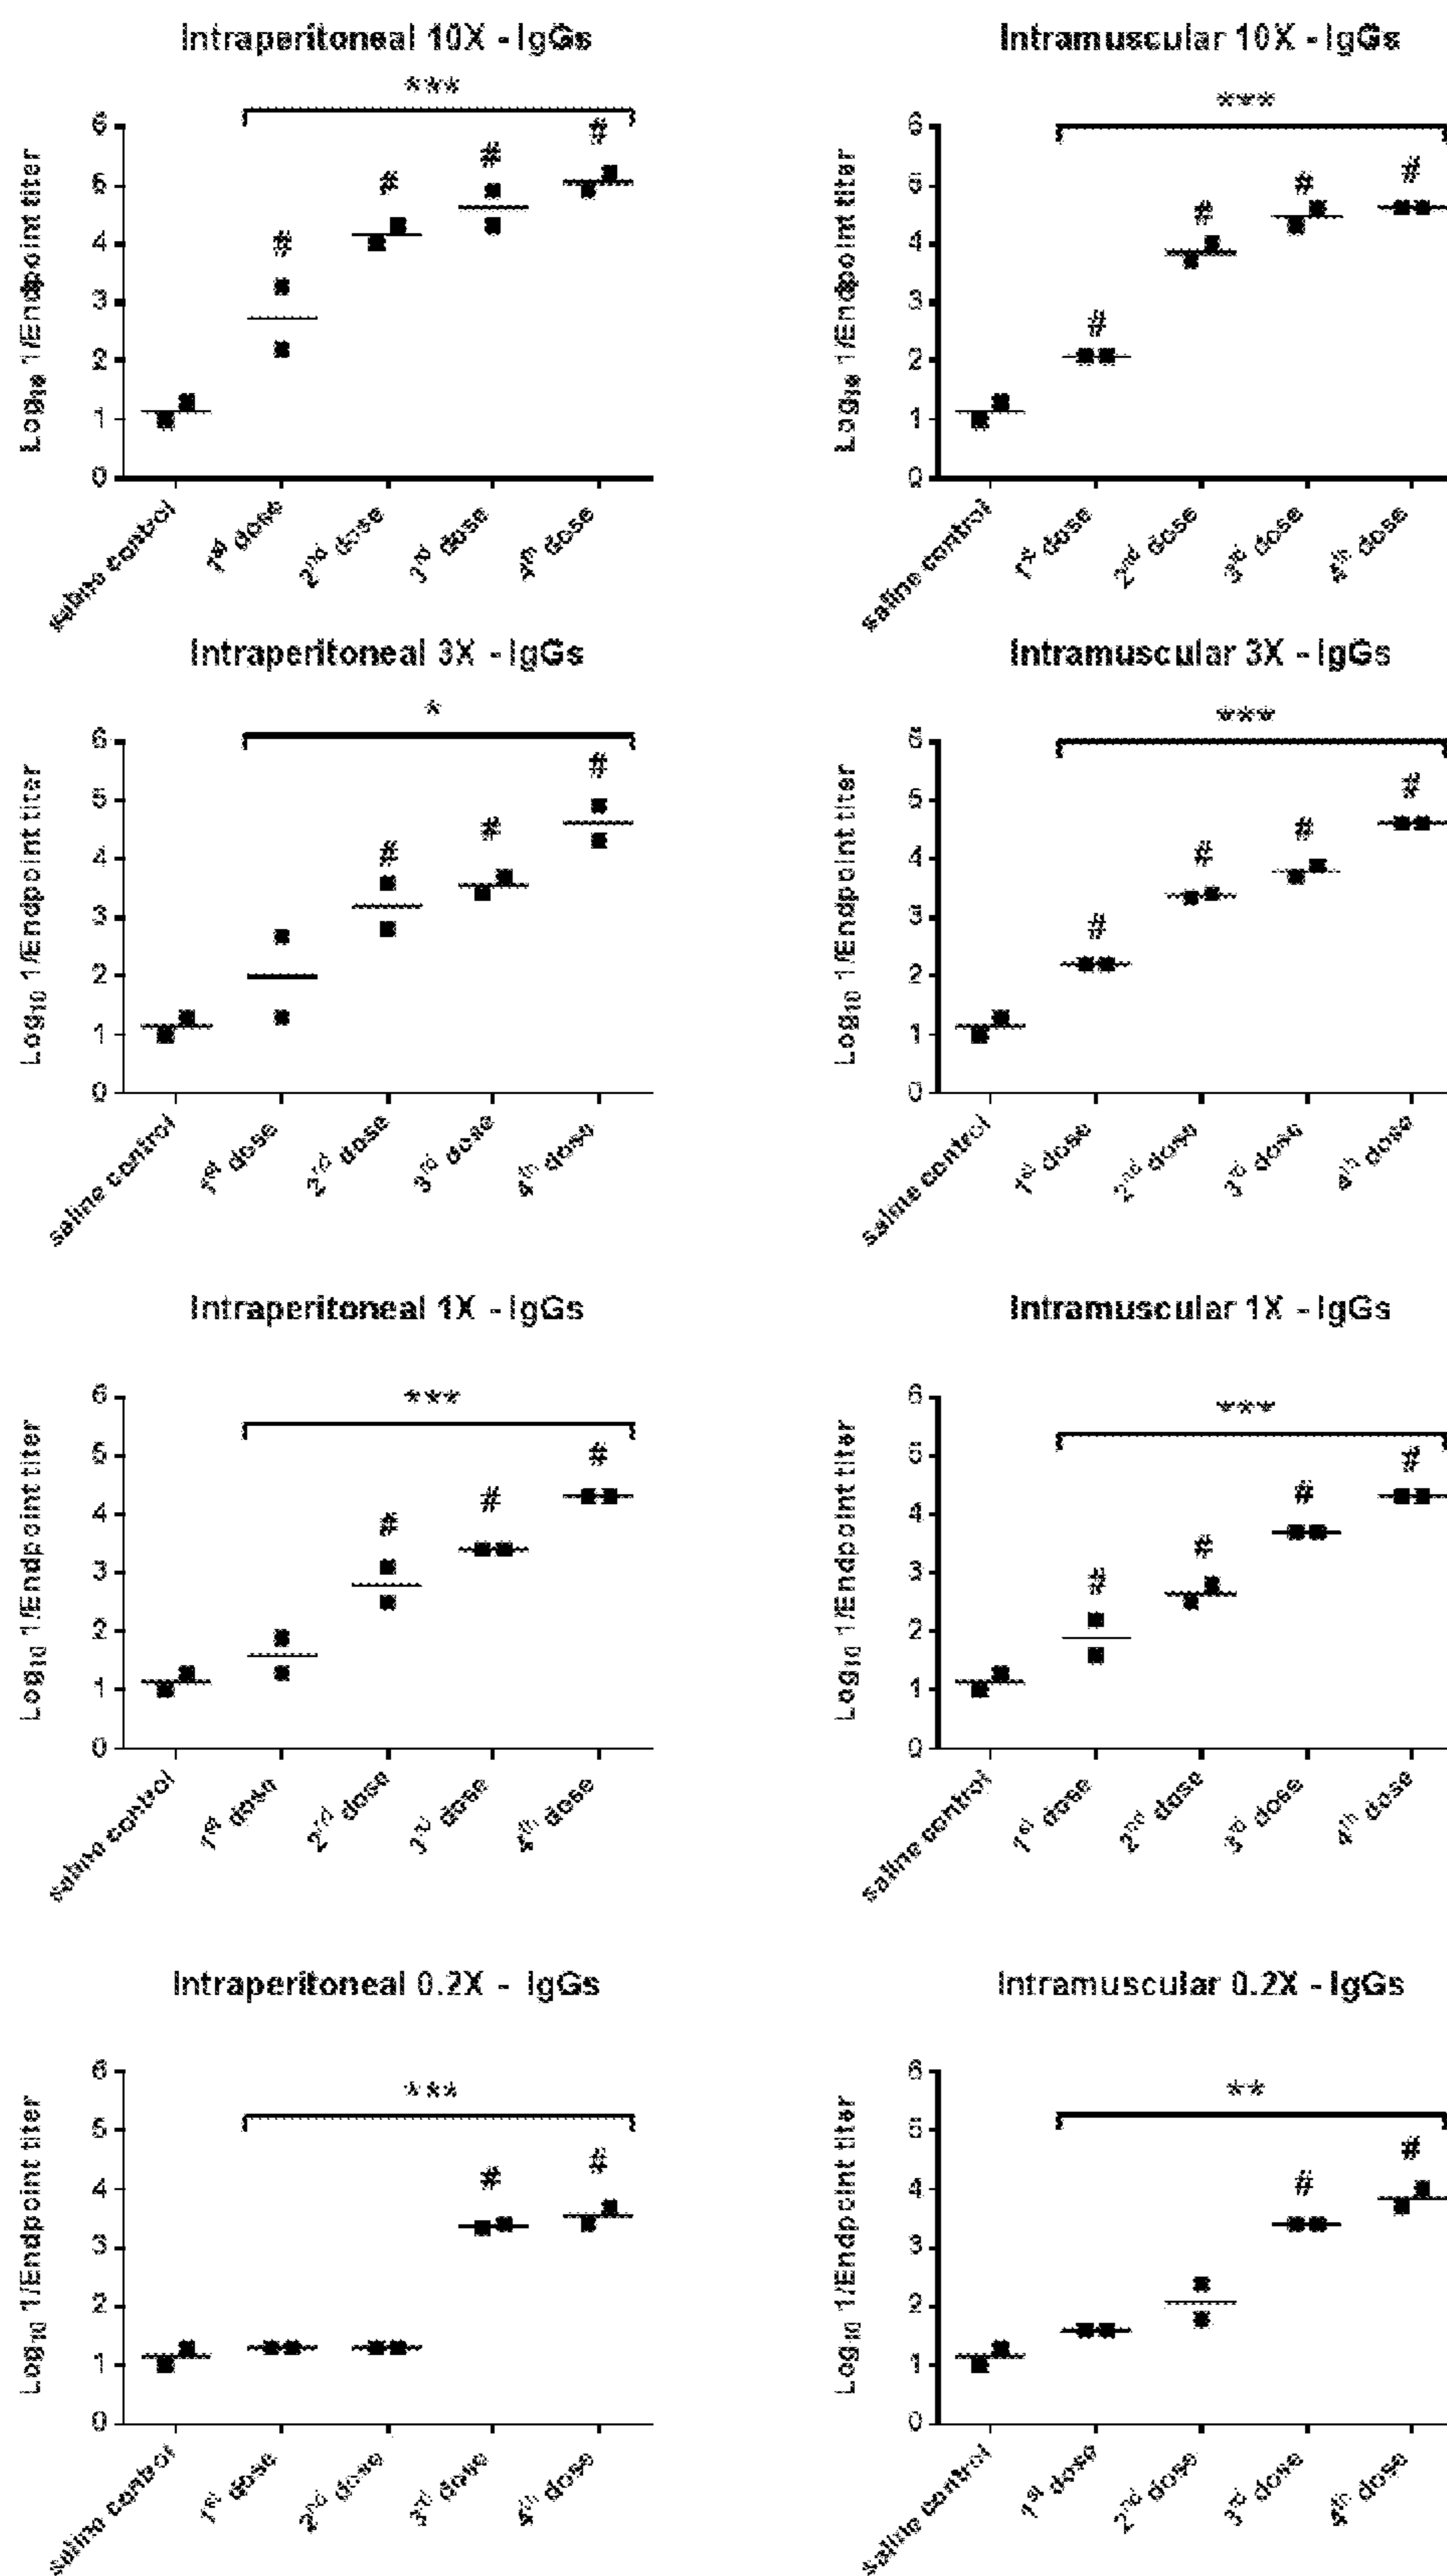 Intraperitoneal 10X - IgGs
***
Log₁₀ 1/Endpoint titer
6
5
4
3
2
1
0
#
#
#
#
saline control
1st dose
2nd dose
3rd dose
4th dose
Intramuscular 10X - IgGs
***
Log₁₀ 1/Endpoint titer
6
5
4
3
2
1
0
#
#
#
#
saline control
1st dose
2nd dose
3rd dose
4th dose
Intraperitoneal 3X - IgGs
*
Log₁₀ 1/Endpoint titer
6
5
4
3
2
1
0
#
#
#
saline control
1st dose
2nd dose
3rd dose
4th dose
Intramuscular 3X - IgGs
***
Log₁₀ 1/Endpoint titer
6
5
4
3
2
1
0
#
#
#
#
saline control
1st dose
2nd dose
3rd dose
4th dose
Intraperitoneal 1X - IgGs
***
Log₁₀ 1/Endpoint titer
6
5
4
3
2
1
0
#
#
#
saline control
1st dose
2nd dose
3rd dose
4th dose
Intramuscular 1X - IgGs
***
Log₁₀ 1/Endpoint titer
6
5
4
3
2
1
0
#
#
#
#
saline control
1st dose
2nd dose
3rd dose
4th dose
Intraperitoneal 0.2X - IgGs
***
Log₁₀ 1/Endpoint titer
6
5
4
3
2
1
0
#
#
saline control
1st dose
2nd dose
3rd dose
4th dose
Intramuscular 0.2X - IgGs
**
Log₁₀ 1/Endpoint titer
6
5
4
3
2
1
0
#
#
saline control
1st dose
2nd dose
3rd dose
4th dose